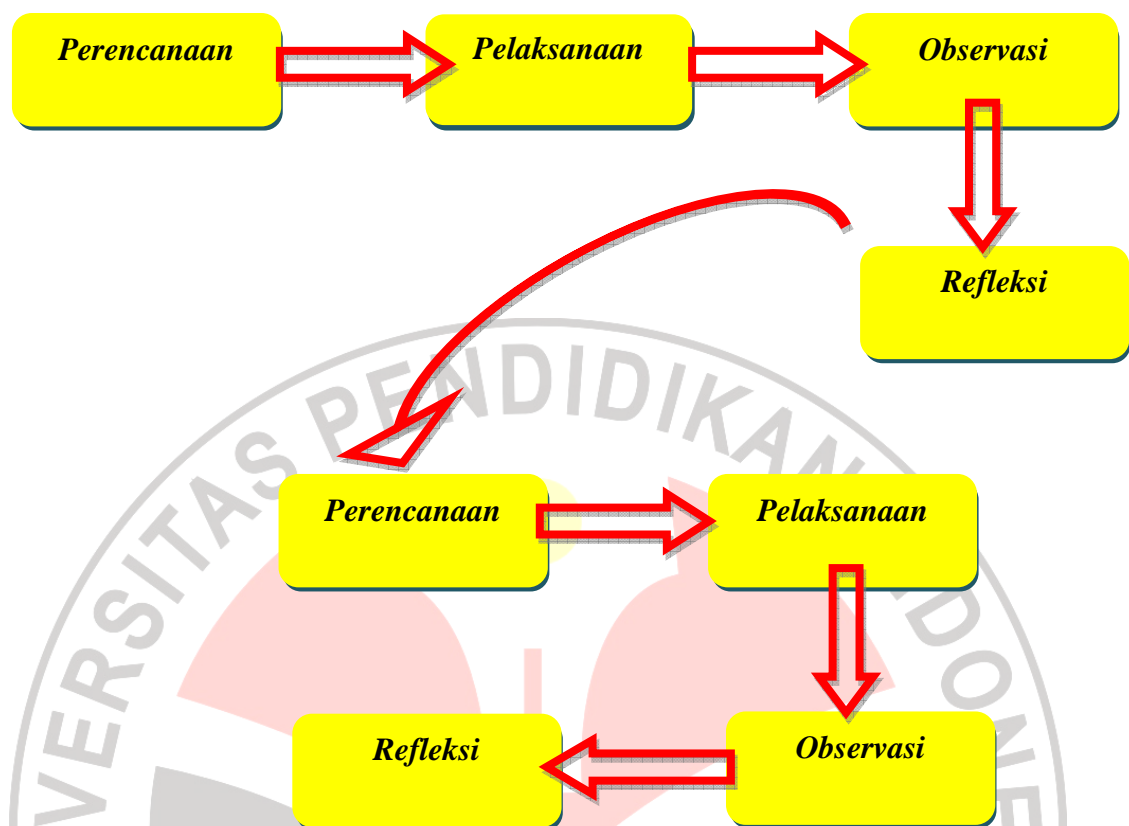 Perencanaan
Pelaksanaan
Observasi
Refleksi
Perencanaan
Pelaksanaan
Refleksi
Observasi